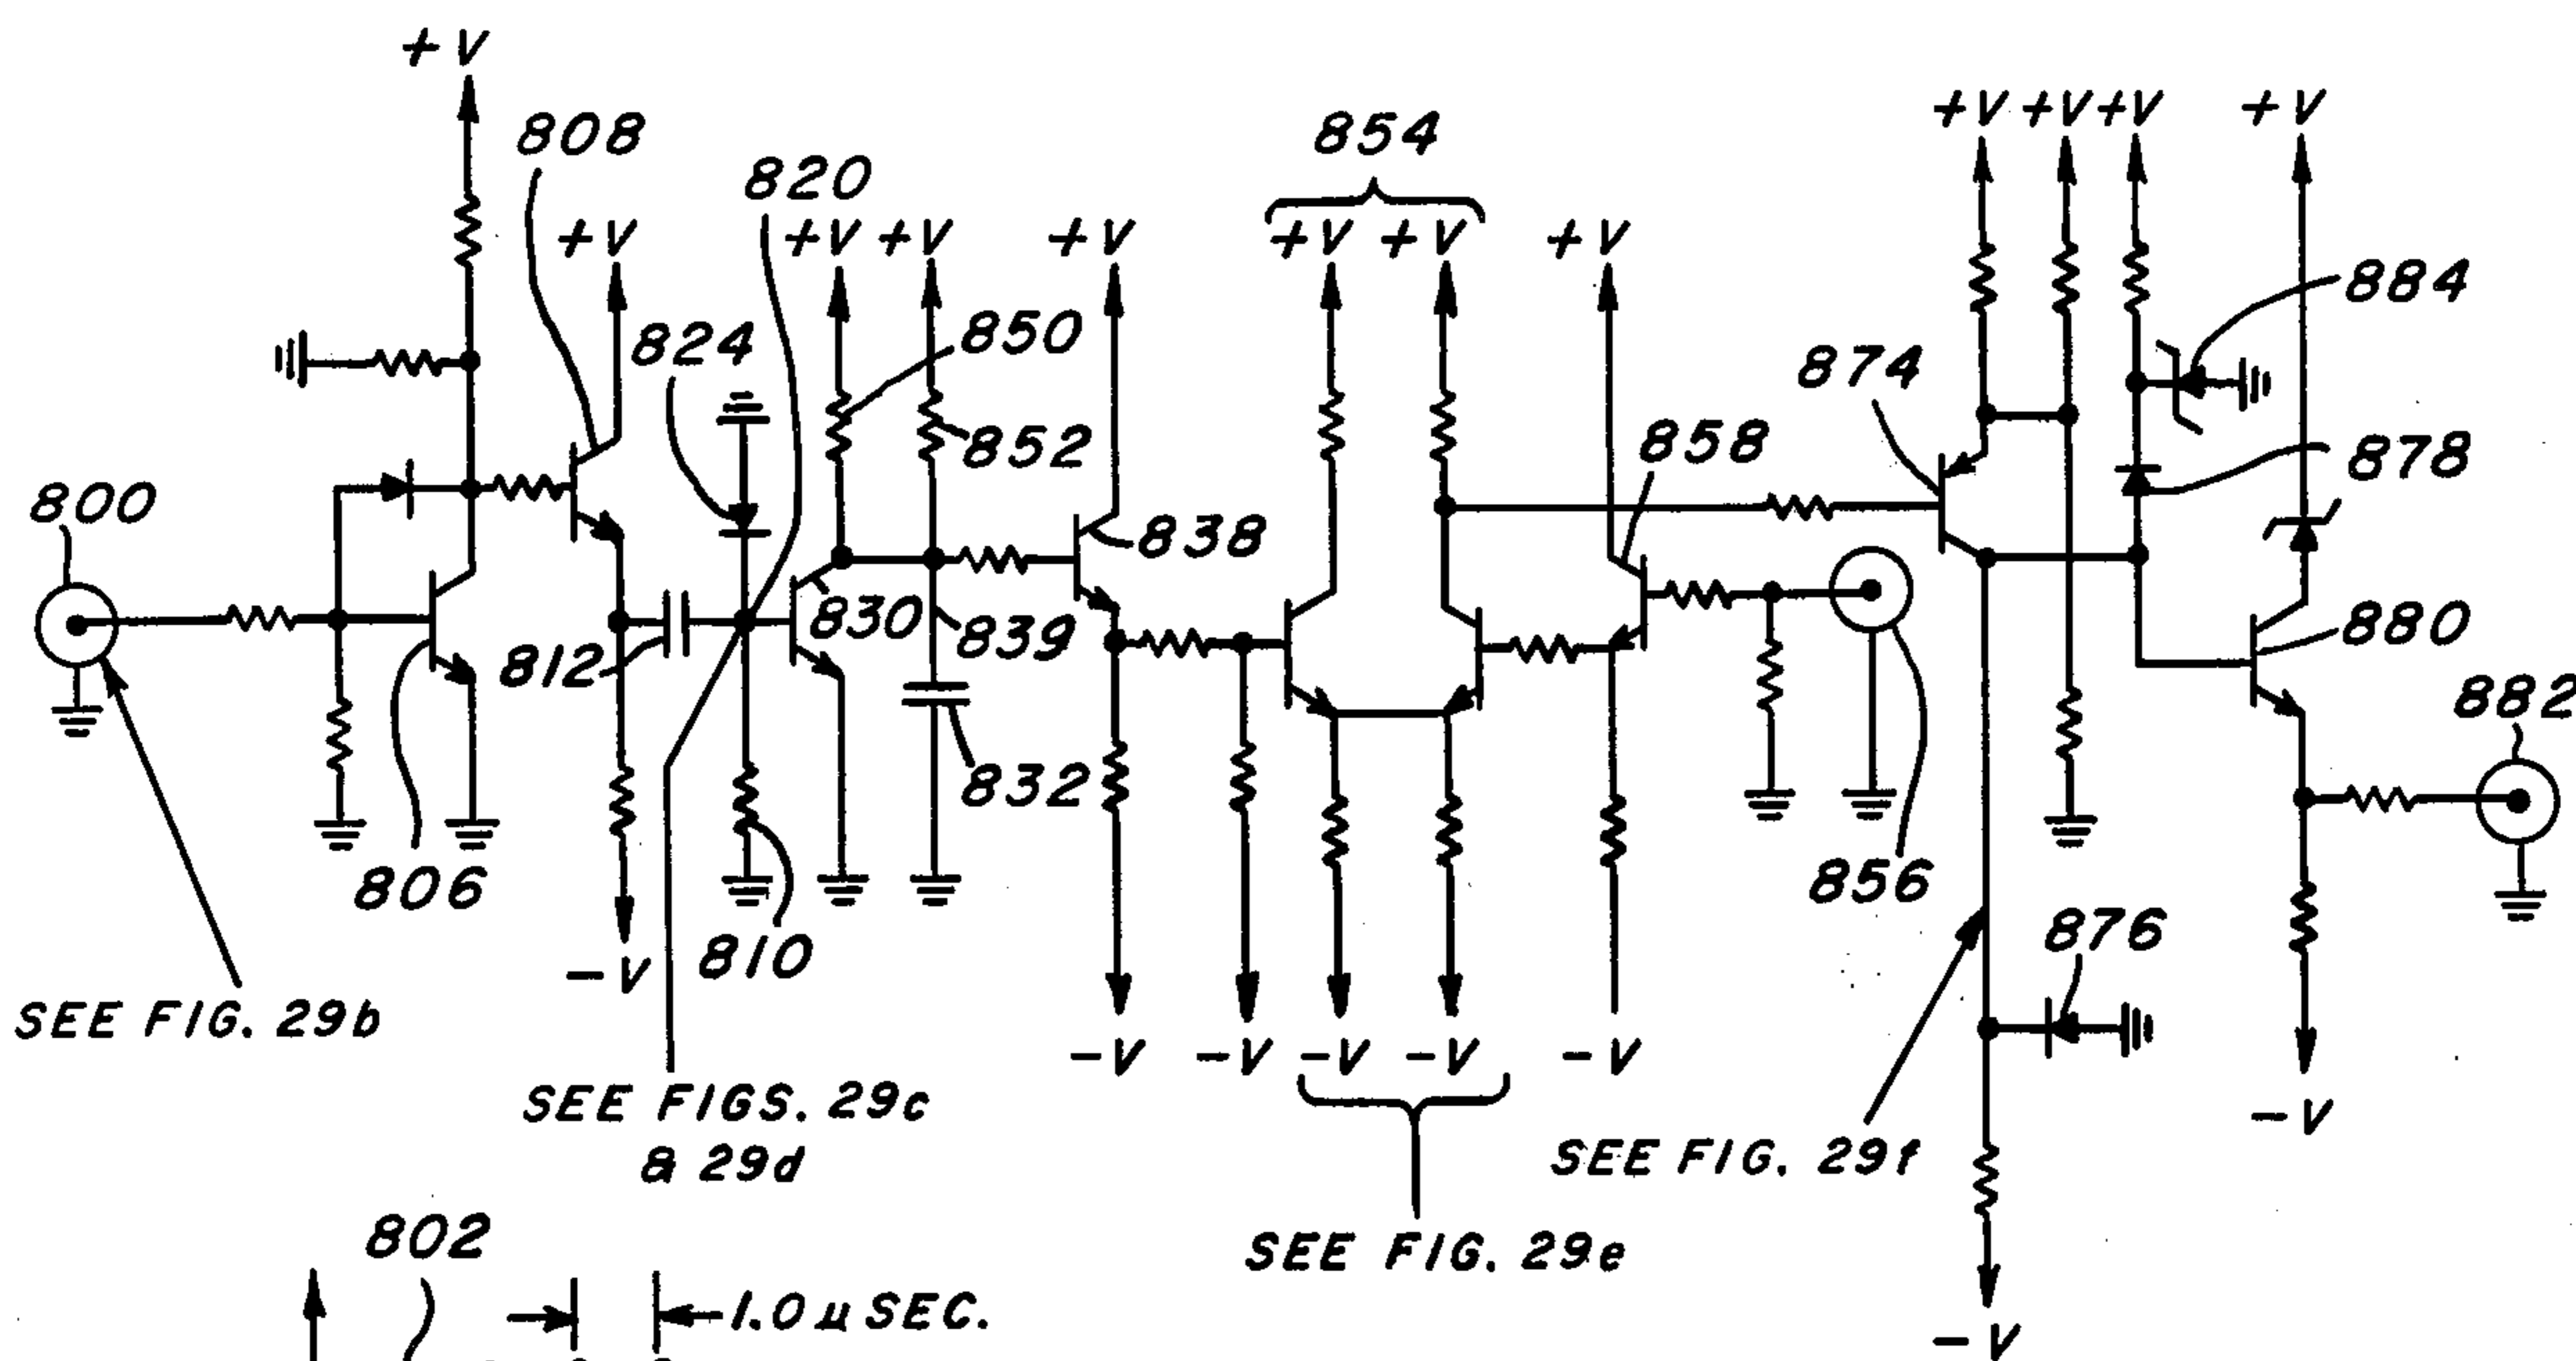 +V
808
854
+V +V +V
+V
820
+V
+V +V
+V
+V +V
+V
884
850
824
874
852
858
878
800
838
830
839
880
812
882
832
856
806
876
810
-V
SEE FIG. 29b
-V
-V
-V
-V
-V
SEE FIGS. 29c
& 29d
-V
SEE FIG. 29f
802
SEE FIG. 29e
1.0 μ SEC.
-V